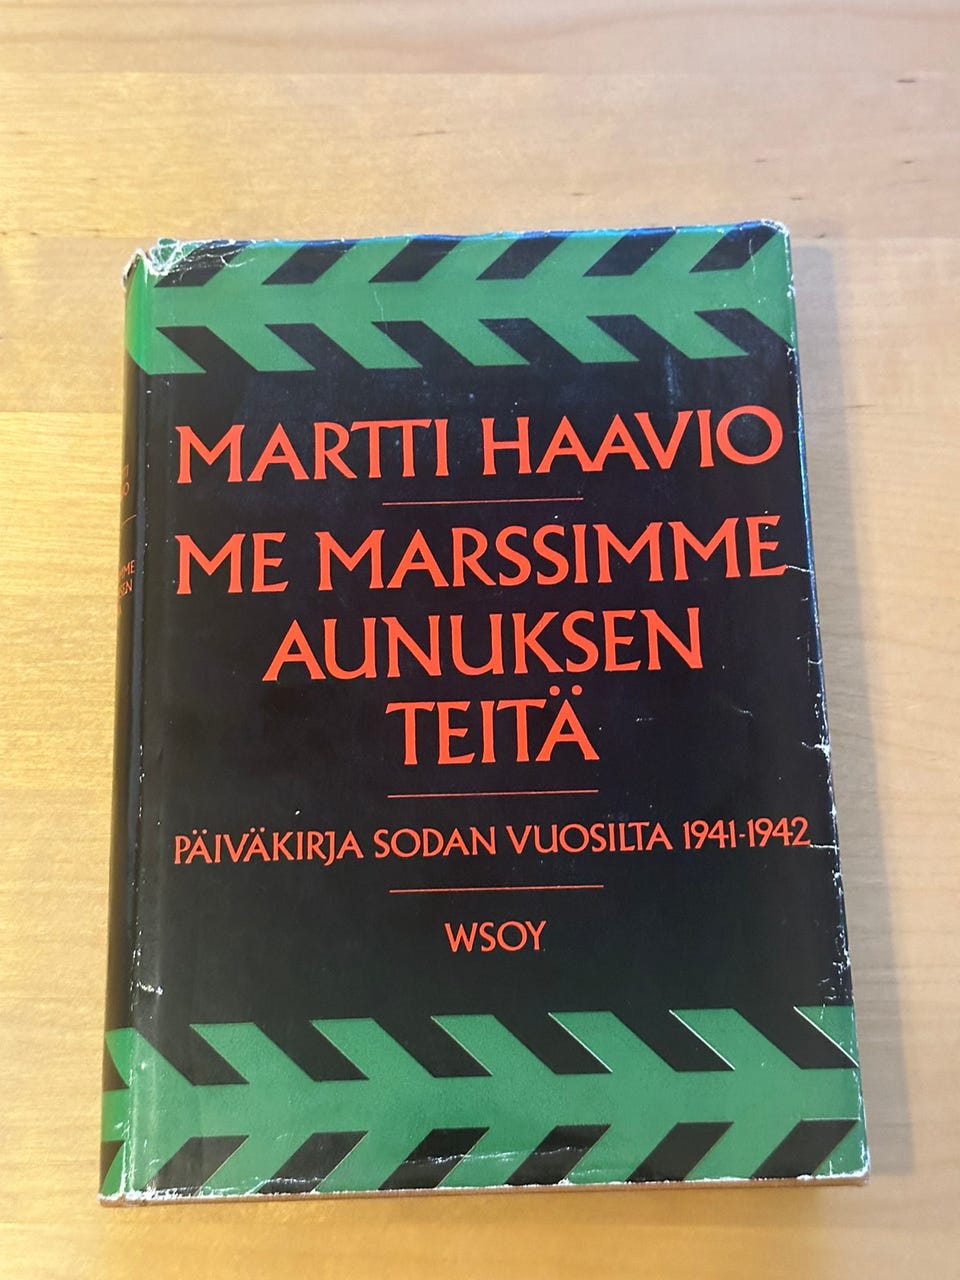 MARTTI HAAVIO
ME MARSSIMME
AUNUKSEN
TEITÄ
PÄIVÄKIRJA SODAN VUOSILTA 1941-1942
WSOY